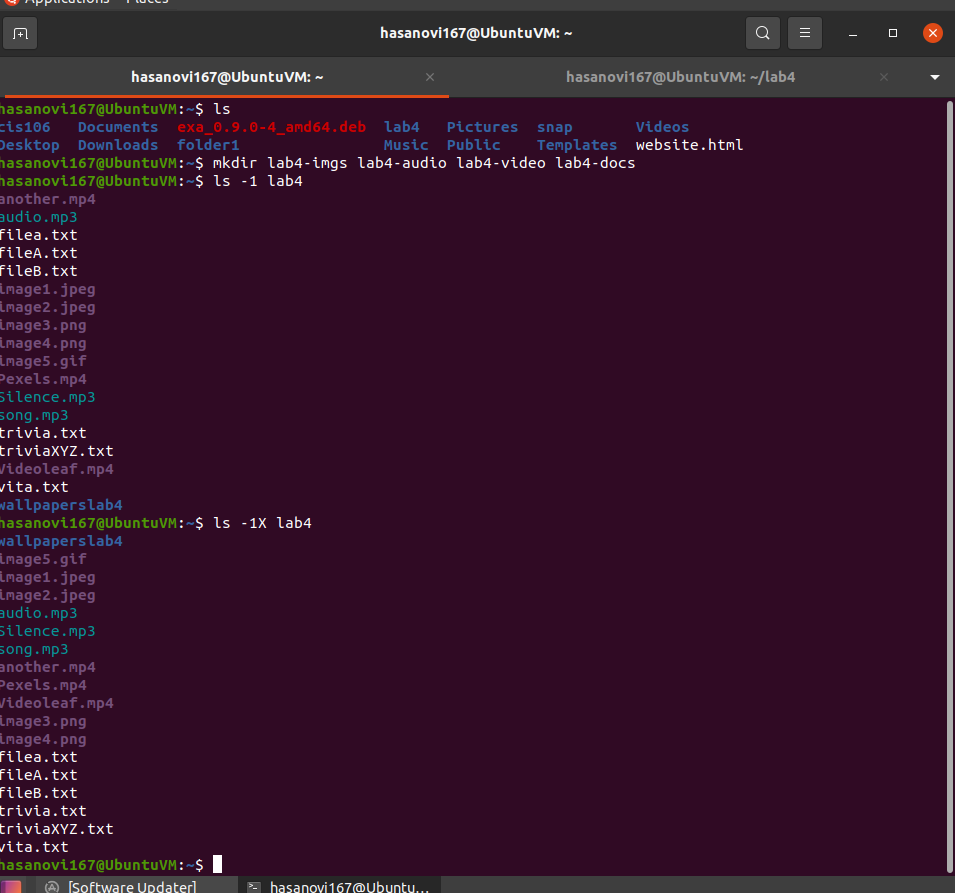 Applications Places
hasanovi167@UbuntuVM: ~
hasanovi167@UbuntuVM: ~ hasanovi167@UbuntuVM: ~/lab4
hasanovi167@UbuntuVM:~$ ls
cis106 Documents exa_0.9.0-4_amd64.deb lab4 Pictures snap Videos
Desktop Downloads folder1 Music Public Templates website.html
hasanovi167@UbuntuVM:~$ mkdir lab4-imgs lab4-audio lab4-video lab4-docs
hasanovi167@UbuntuVM:~$ ls -1 lab4
another.mp4
audio.mp3
filea.txt
fileA.txt
fileB.txt
image1.jpeg
image2.jpeg
image3.png
image4.png
image5.gif
Pexels.mp4
Silence.mp3
song.mp3
trivia.txt
triviaXYZ.txt
Videoleaf.mp4
vita.txt
wallpaperslab4
hasanovi167@UbuntuVM:~$ ls -1X lab4
wallpaperslab4
image5.gif
image1.jpeg
image2.jpeg
audio.mp3
Silence.mp3
song.mp3
another.mp4
Pexels.mp4
Videoleaf.mp4
image3.png
image4.png
filea.txt
fileA.txt
fileB.txt
trivia.txt
triviaXYZ.txt
vita.txt
hasanovi167@UbuntuVM:~$
[Software Updater] hasanovi167@Ubuntu...